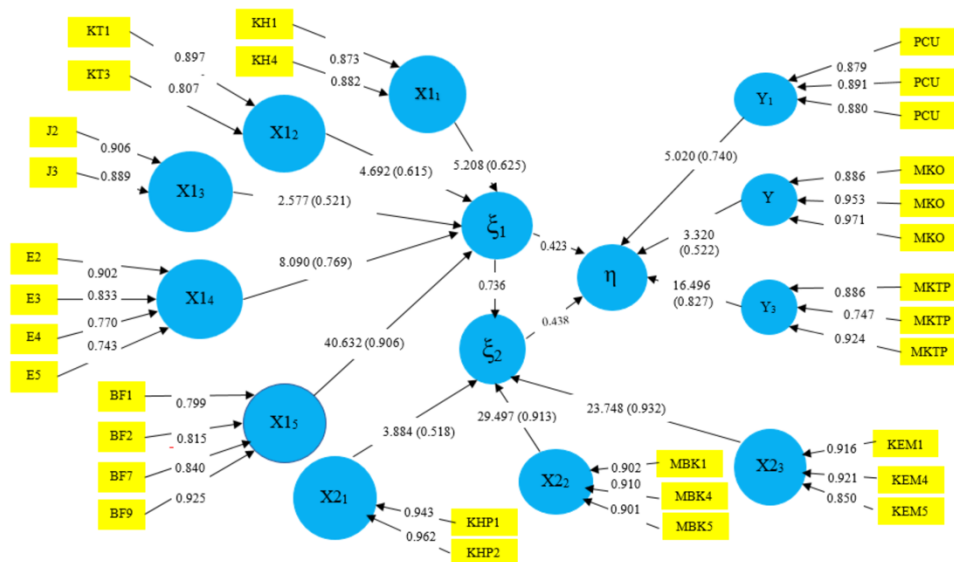 KT1
KT3
0.897
0.807
X1₂
KH1
KH4
0.873
0.882
X1₁
J2
J3
0.906
0.889
X1₃
E2
E3
E4
E5
0.902
0.833
0.770
0.743
X1₄
BF1
BF2
BF7
BF9
0.799
0.815
0.840
0.925
X1₅
5.208 (0.625)
4.692 (0.615)
2.577 (0.521)
8.090 (0.769)
40.632 (0.906)
ξ₁
0.423
0.736
0.438
ξ₂
η
3.884 (0.518)
29.497 (0.913)
23.748 (0.932)
X2₁
0.943
0.962
KHP1
KHP2
X2₂
0.902
0.910
0.901
MBK1
MBK4
MBK5
X2₃
0.916
0.921
0.850
KEM1
KEM4
KEM5
5.020 (0.740)
Y₁
0.879
0.891
0.880
PCU
PCU
PCU
3.320
(0.522)
Y
0.886
0.953
0.971
MKO
MKO
MKO
16.496
(0.827)
Y₃
0.886
0.747
0.924
MKTP
MKTP
MKTP